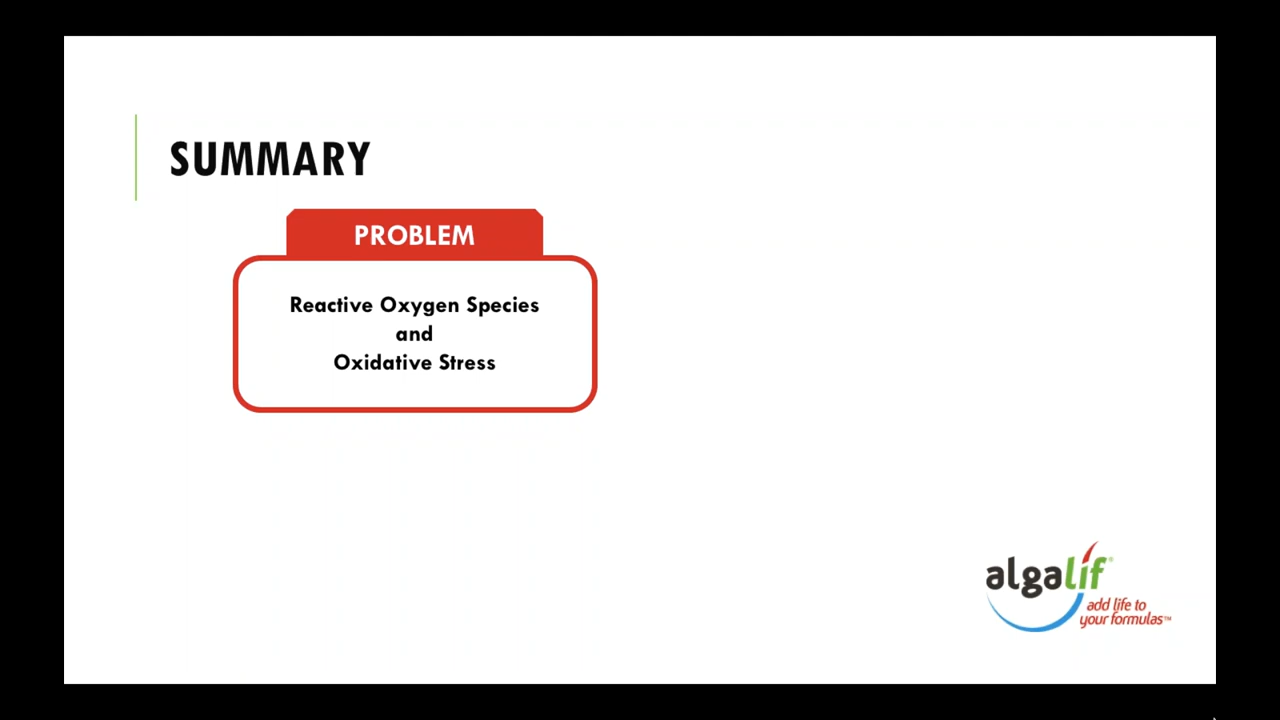 SUMMARY
PROBLEM
Reactive Oxygen Species
and
Oxidative Stress
algalif®
add life to
your formulas™